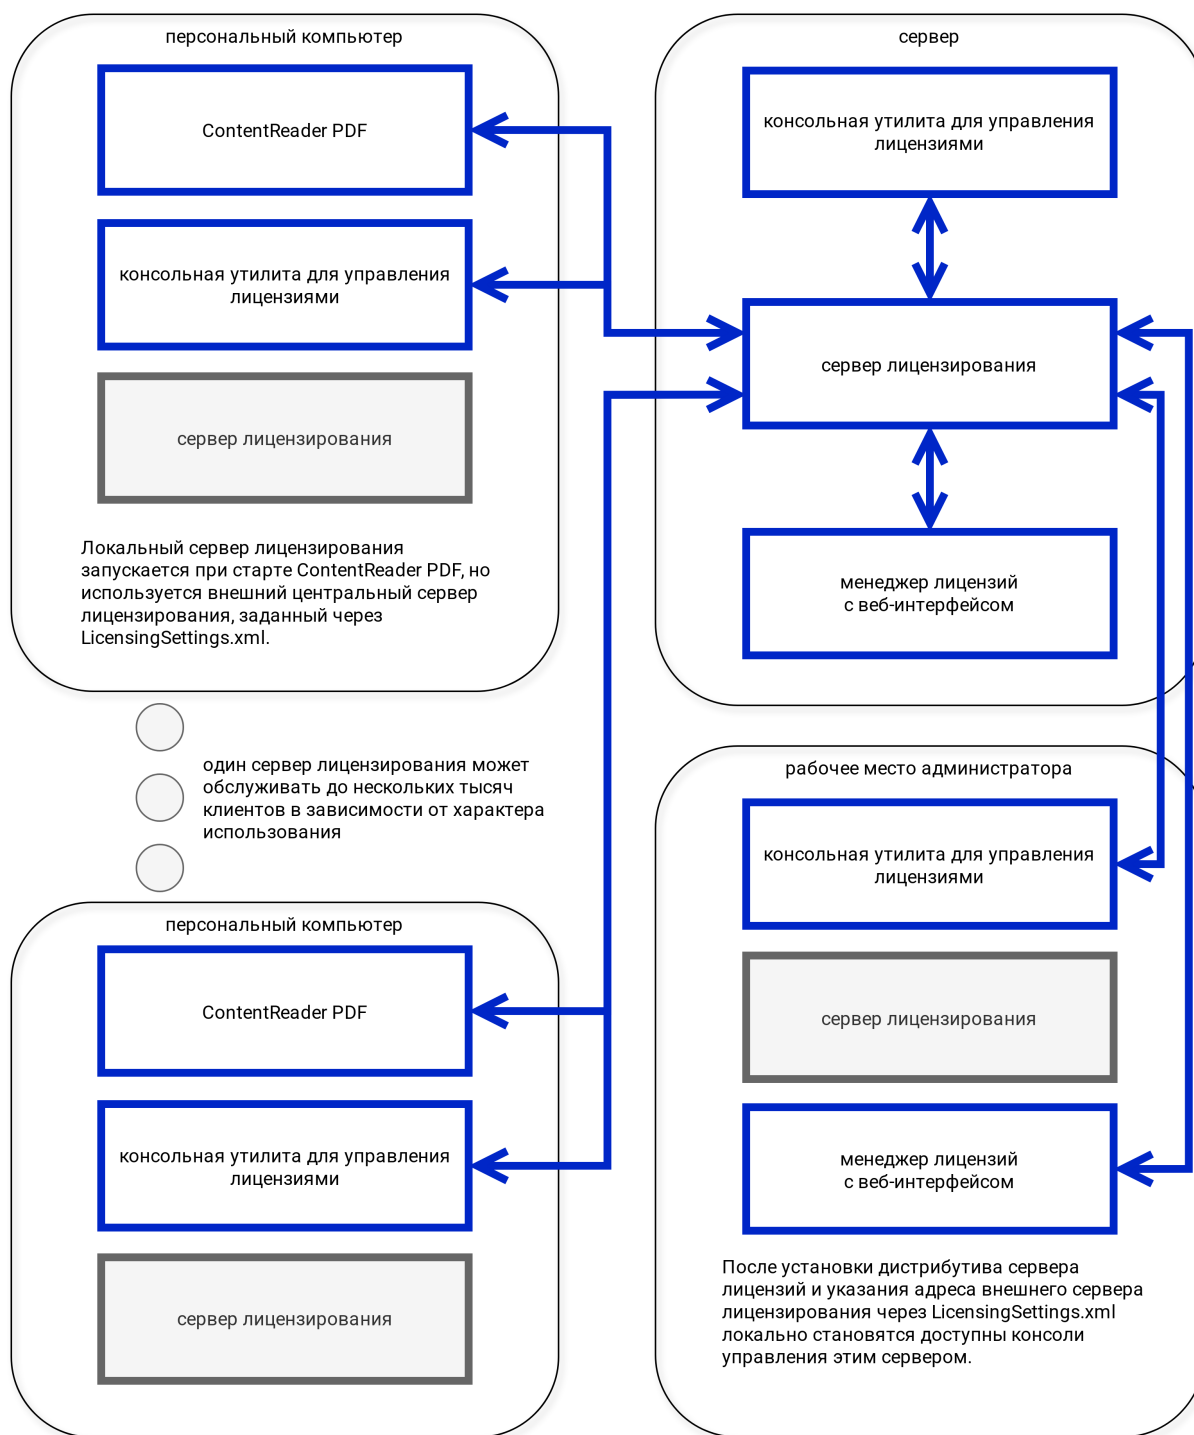 персональный компьютер
ContentReader PDF
консольная утилита для управления
лицензиями
сервер лицензирования
Локальный сервер лицензирования
запускается при старте ContentReader PDF, но
используется внешний центральный сервер
лицензирования, заданный через
LicensingSettings.xml.
один сервер лицензирования может
обслуживать до нескольких тысяч
клиентов в зависимости от характера
использования
персональный компьютер
ContentReader PDF
консольная утилита для управления
лицензиями
сервер лицензирования
сервер
консольная утилита для управления
лицензиями
сервер лицензирования
менеджер лицензий
с веб-интерфейсом
рабочее место администратора
консольная утилита для управления
лицензиями
сервер лицензирования
менеджер лицензий
с веб-интерфейсом
После установки дистрибутива сервера
лицензий и указания адреса внешнего сервера
лицензирования через LicensingSettings.xml
локально становятся доступны консоли
управления этим сервером.